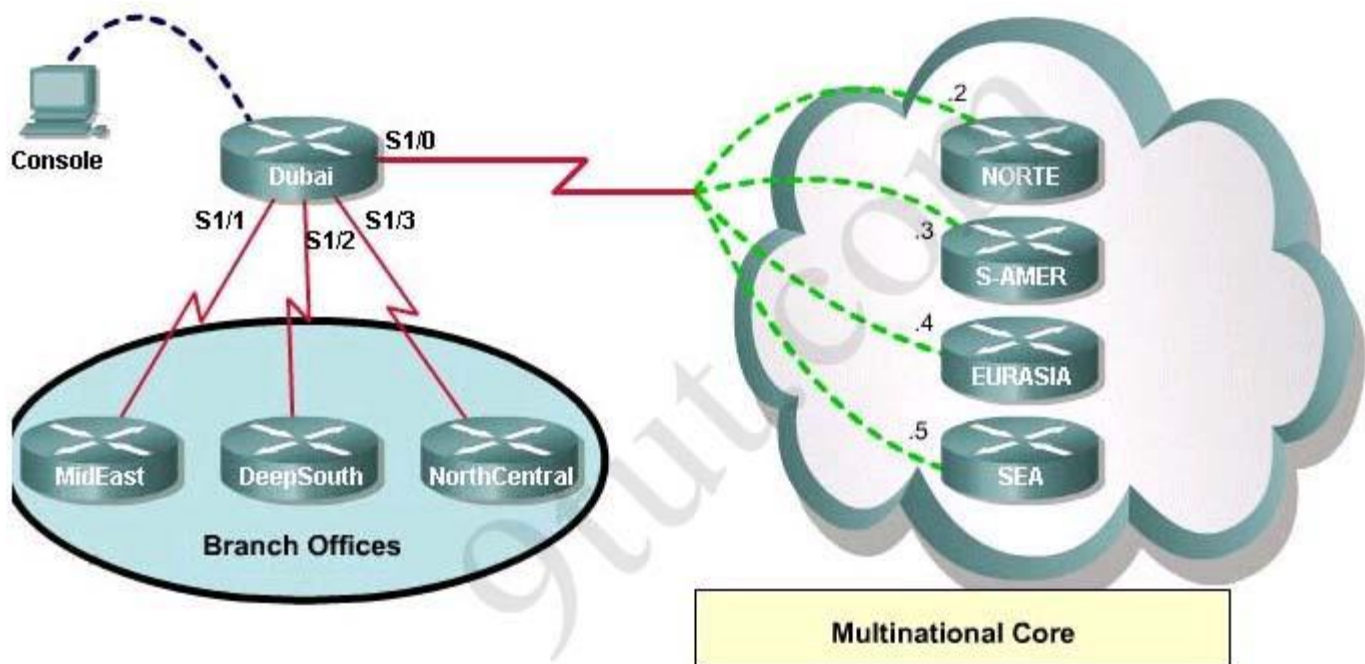 Console
Dubai
S1/0
S1/1
S1/2
S1/3
MidEast
DeepSouth
NorthCentral
Branch Offices
.2
NORTE
.3
S-AMER
.4
EURASIA
.5
SEA
Multinational Core
9tut.com